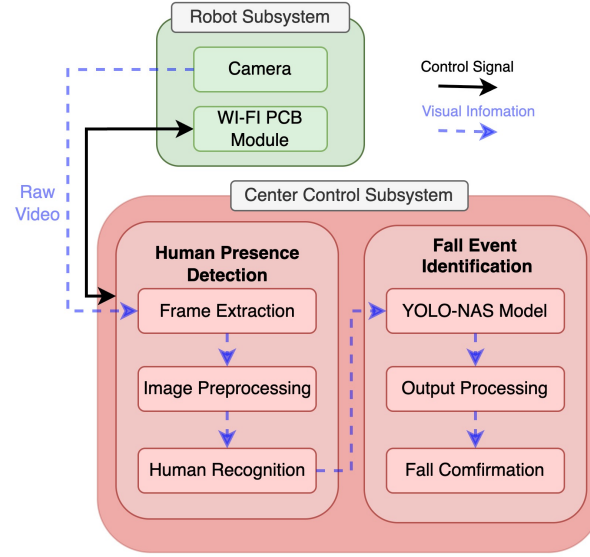 Robot Subsystem
Camera
WI-FI PCB
Module
Control Signal
Visual Infomation
Raw
Video
Center Control Subsystem
Human Presence
Detection
Frame Extraction
Image Preprocessing
Human Recognition
Fall Event
Identification
YOLO-NAS Model
Output Processing
Fall Comfirmation